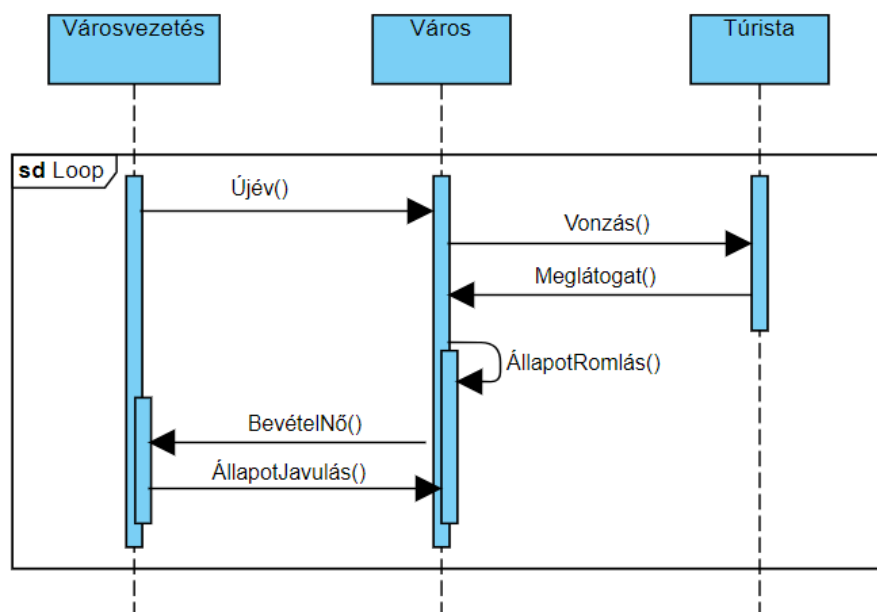 Városvezetés
Város
Túrista
sd Loop
Újév()
Vonzás()
Meglátogat()
ÁllapotRomlás()
BevételNő()
ÁllapotJavulás()